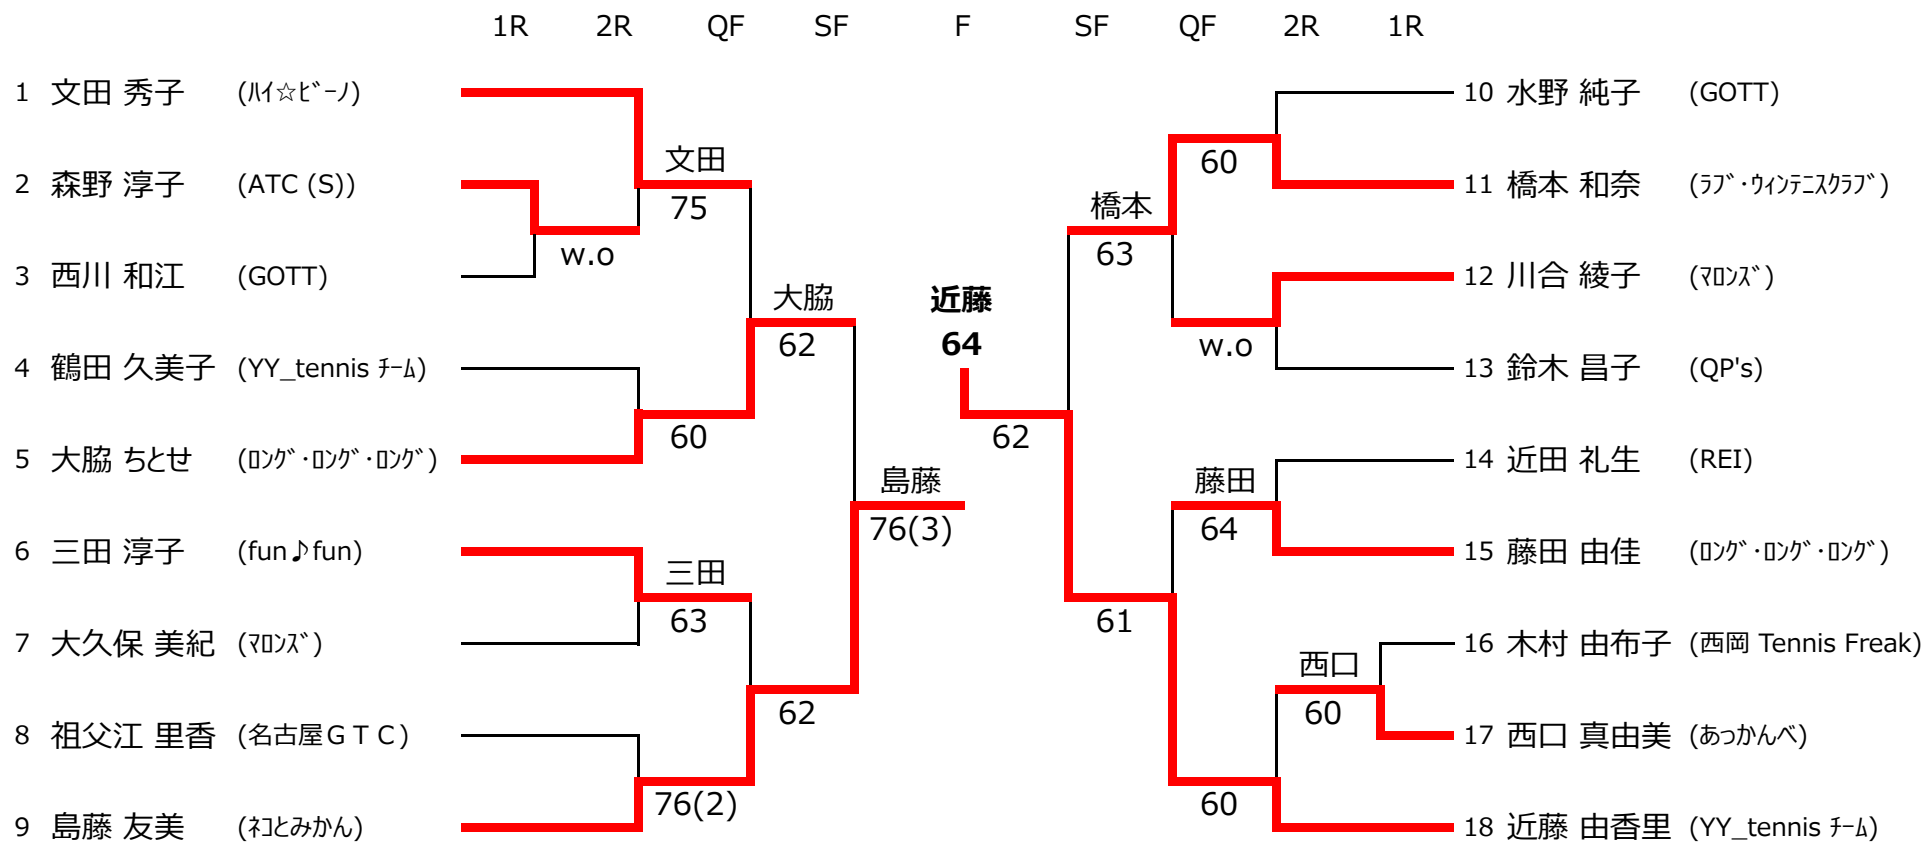 1R 2R QF SF F SF QF 2R 1R
1 文田 秀子 (ﾊｲ☆ﾋﾞｰﾉ) 10 水野 純子 (GOTT)
文田 60
2 森野 淳子 (ATC (S)) 11 橋本 和奈 (ﾗﾌﾞ・ｳｨﾝﾃﾆｽｸﾗﾌﾞ)
75 橋本
w.o 63
3 西川 和江 (GOTT) 12 川合 綾子 (ﾏﾛﾝｽﾞ)
大脇 近藤
62 64 w.o
4 鶴田 久美子 (YY_tennis ﾁｰﾑ) 13 鈴木 昌子 (QP's)
60 62
5 大脇 ちとせ (ﾛﾝｸﾞ・ﾛﾝｸﾞ・ﾛﾝｸﾞ) 14 近田 礼生 (REI)
島藤 藤田
76(3) 64
6 三田 淳子 (fun♪fun) 15 藤田 由佳 (ﾛﾝｸﾞ・ﾛﾝｸﾞ・ﾛﾝｸﾞ)
三田
63 61
7 大久保 美紀 (ﾏﾛﾝｽﾞ) 16 木村 由布子 (西岡 Tennis Freak)
西口
62 60
8 祖父江 里香 (名古屋ＧＴＣ) 17 西口 真由美 (あっかんべ)
76(2) 60
9 島藤 友美 (ﾈｺとみかん) 18 近藤 由香里 (YY_tennis ﾁｰﾑ)